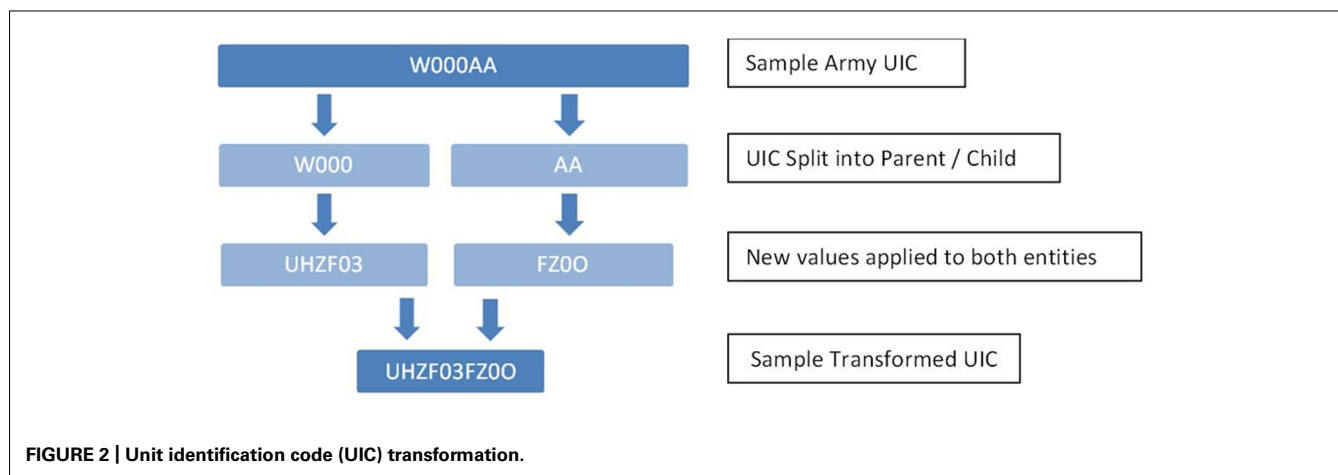 W000AA
Sample Army UIC
W000
AA
UIC Split into Parent / Child
UHZF03
FZ0O
New values applied to both entities
UHZF03FZ0O
Sample Transformed UIC
FIGURE 2 | Unit identification code (UIC) transformation.